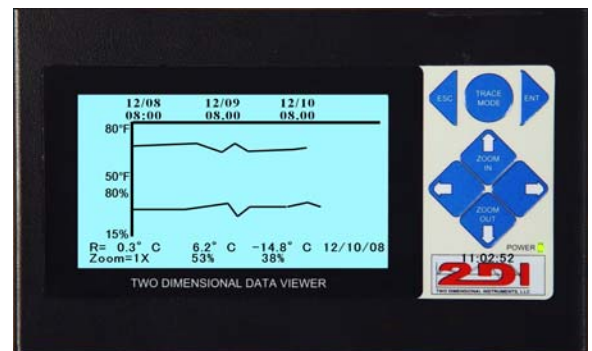 12/08 12/09 12/10
08:00 08.00 08.00
80°F
50°F
80%
15%
R= 0.3° C 6.2° C -14.8° C 12/10/08
Zoom=1X 53% 38% 11:02:52
TWO DIMENSIONAL DATA VIEWER
ESC TRACE MODE ENT
ZOOM IN
ZOOM OUT
POWER
2DI
TWO DIMENSIONAL INSTRUMENTS, LLC